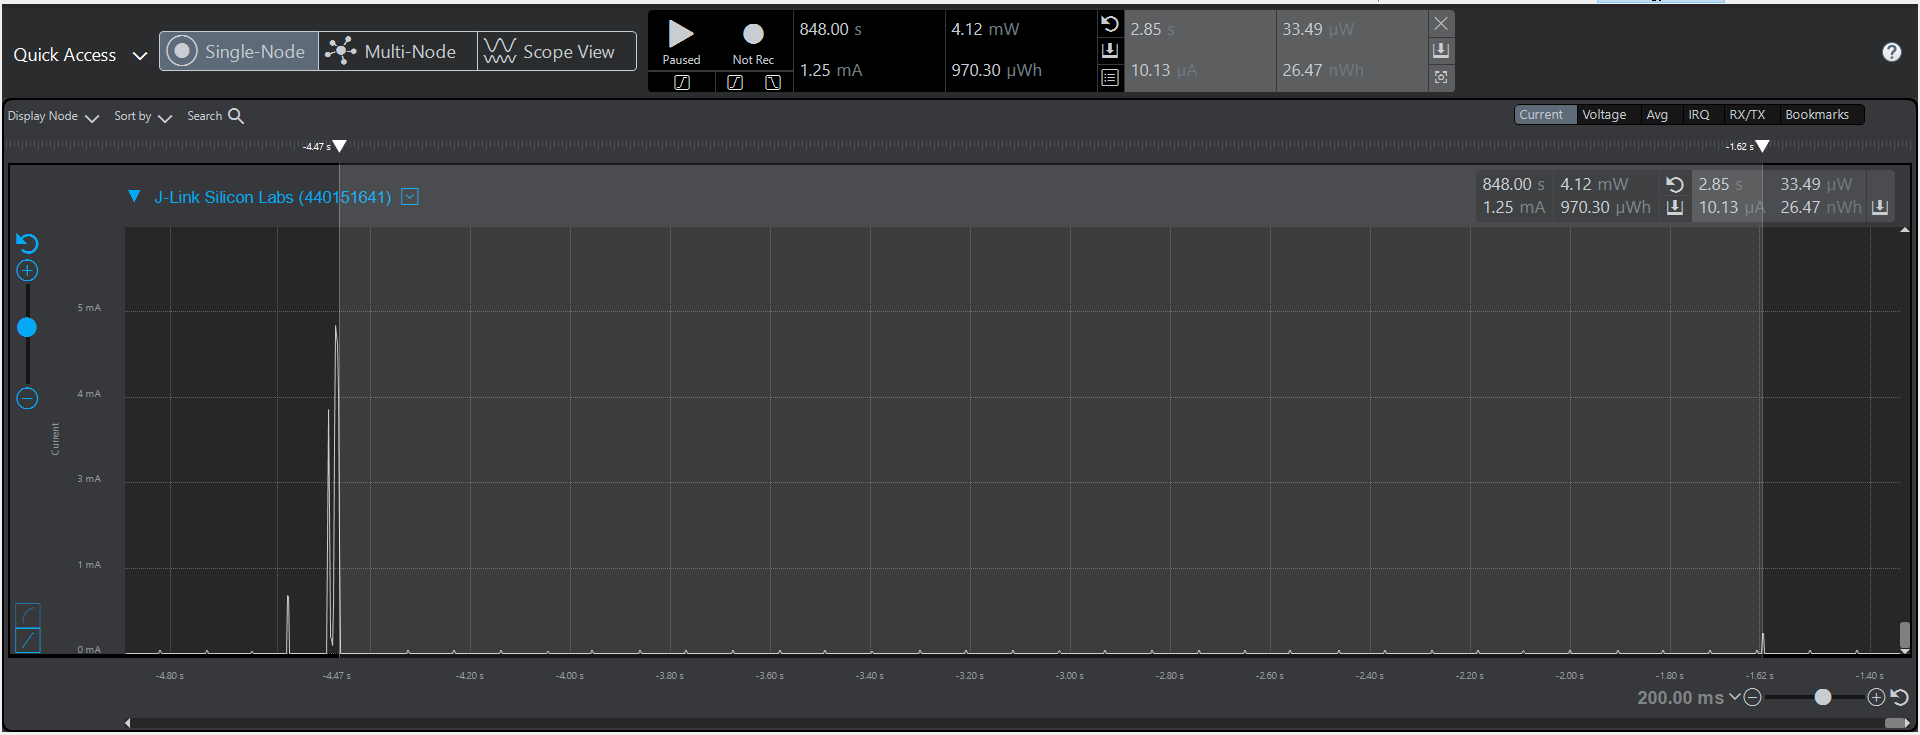 Quick Access
Single-Node
Multi-Node
Scope View
Paused
Not Rec
848.00 s
1.25 mA
4.12 mW
970.30 µWh
2.85 s
10.13 µA
33.49 µW
26.47 nWh
Display Node
Sort by
Search
Current
Voltage
Avg
IRQ
RX/TX
Bookmarks
-4.47 s
-1.62 s
J-Link Silicon Labs (440151641)
848.00 s 4.12 mW
1.25 mA 970.30 µWh
2.85 s 33.49 µW
10.13 µA 26.47 nWh
5 mA
4 mA
3 mA
1 mA
0 mA
Current
-4.80 s
-4.47 s
-4.20 s
-4.00 s
-3.80 s
-3.60 s
-3.40 s
-3.20 s
-3.00 s
-2.80 s
-2.60 s
-2.40 s
-2.20 s
-2.00 s
-1.80 s
-1.62 s
-1.40 s
200.00 ms